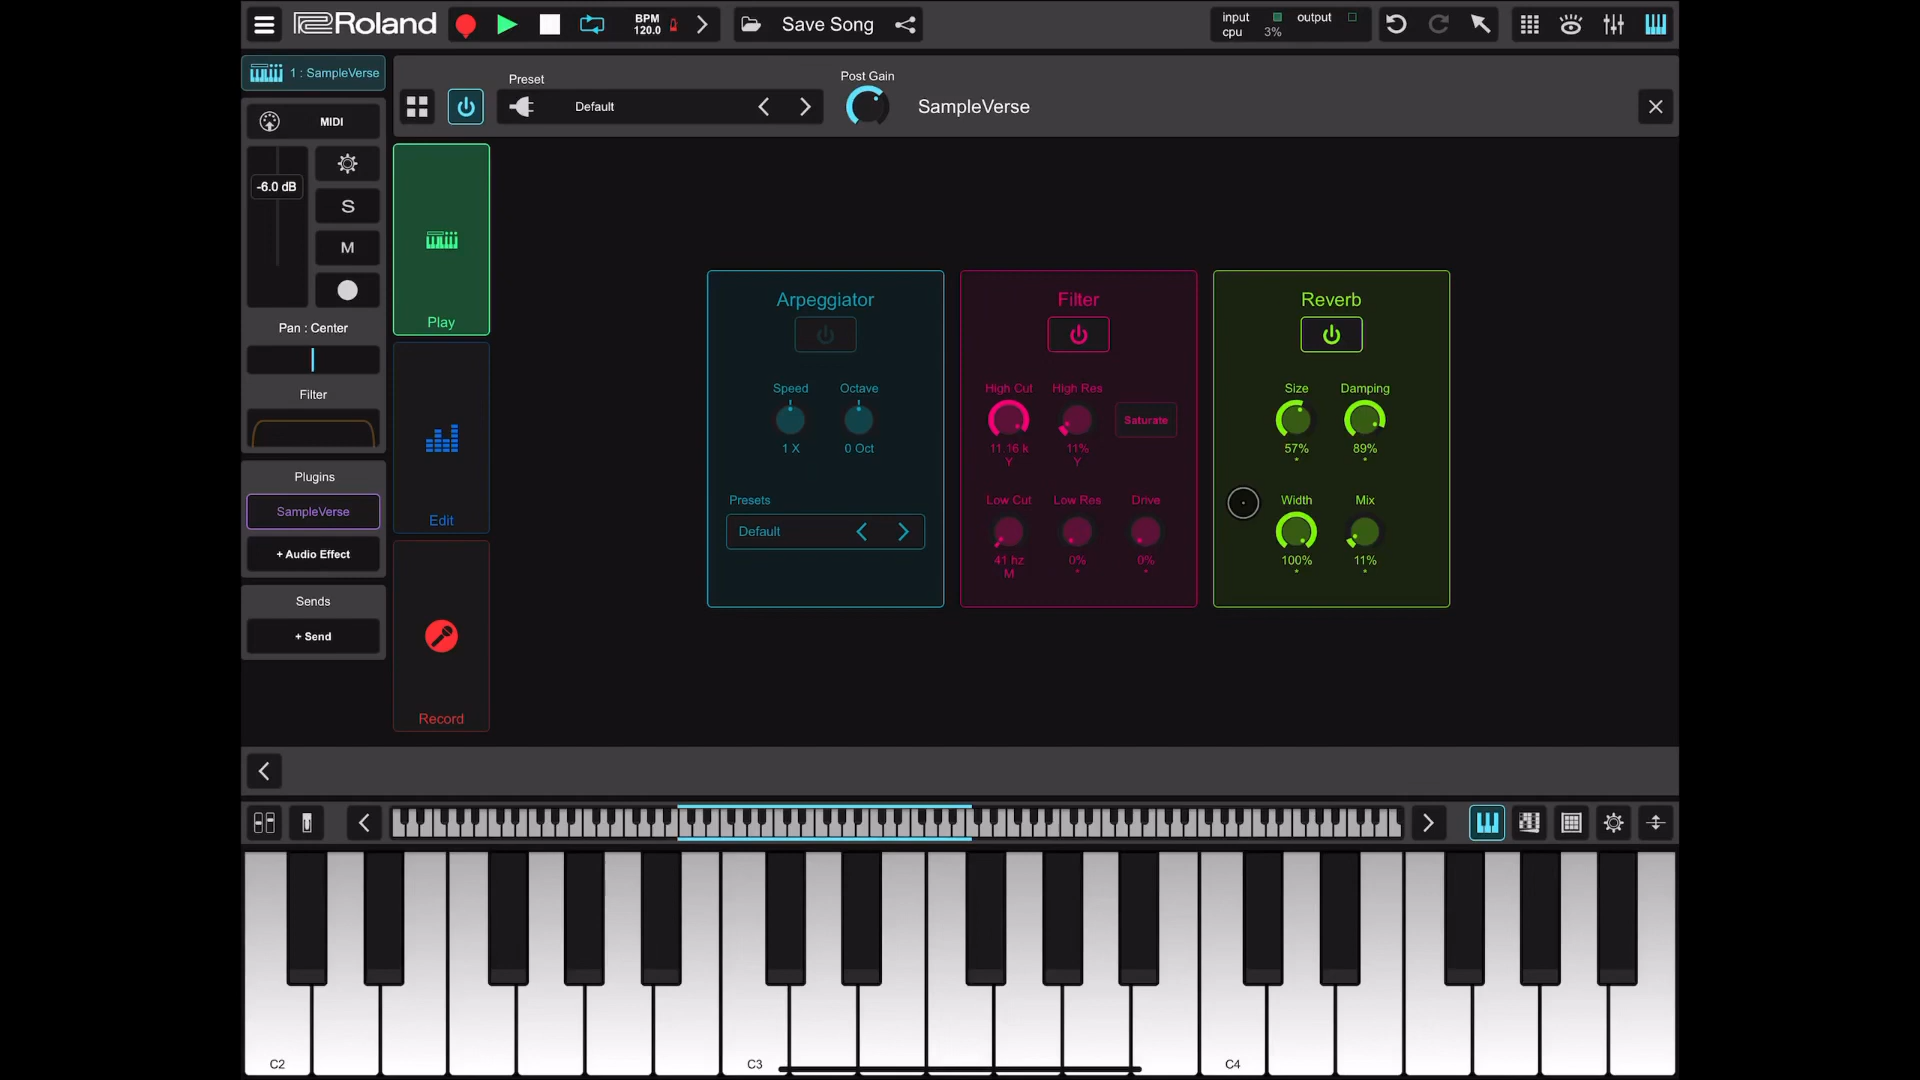 Roland
BPM
120.0
Save Song
input
output
cpu
3%
1 : SampleVerse
Preset
Default
Post Gain
SampleVerse
MIDI
-6.0 dB
S
M
Pan : Center
Filter
Plugins
SampleVerse
+ Audio Effect
Sends
+ Send
Play
Edit
Record
Arpeggiator
Speed
Octave
1 X
0 Oct
Presets
Default
Filter
High Cut
High Res
Saturate
11.16 k
11%
Y
Y
Low Cut
Low Res
Drive
41 hz
0%
0%
M
*
*
Reverb
Size
Damping
57%
89%
*
*
Width
Mix
100%
11%
*
*
C2
C3
C4